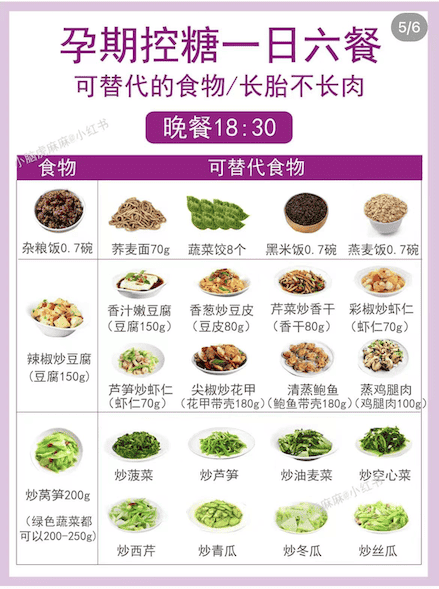 5/6
孕期控糖一日六餐
可替代的食物/长胎不长肉
晚餐18:30
小脑虎麻麻@小红书
食物 可替代食物
杂粮饭0.7碗 荞麦面70g 蔬菜饺8个 黑米饭0.7碗 燕麦饭0.7碗
香汁嫩豆腐 香葱炒豆皮 芹菜炒香干 彩椒炒虾仁
(豆腐150g) (豆皮80g) (香干80g) (虾仁70g)
辣椒炒豆腐
(豆腐150g)
芦笋炒虾仁 尖椒炒花甲 清蒸鲍鱼 蒸鸡腿肉
(虾仁70g) (花甲带壳180g) (鲍鱼带壳180g) (鸡腿肉100g)
炒菠菜 炒芦笋 炒油麦菜 炒空心菜
炒莴笋200g
(绿色蔬菜都
可以200-250g)
麻麻@小红书
炒西芹 炒青瓜 炒冬瓜 炒丝瓜